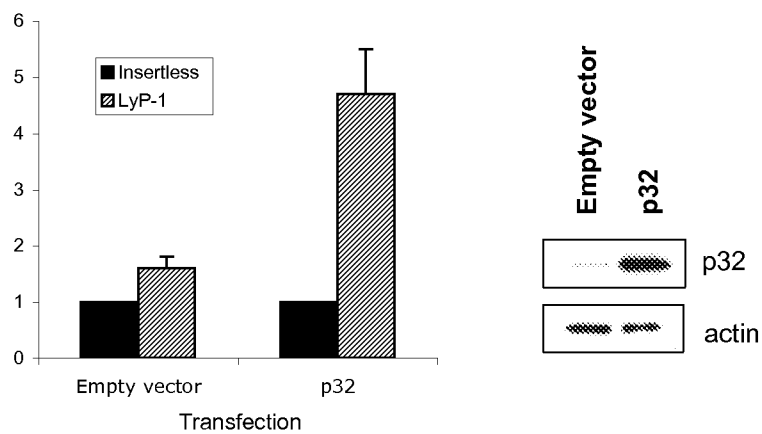 6
5
4
3
2
1
0
Insertless
LyP-1
Empty vector
p32
Transfection
Empty vector
p32
p32
actin